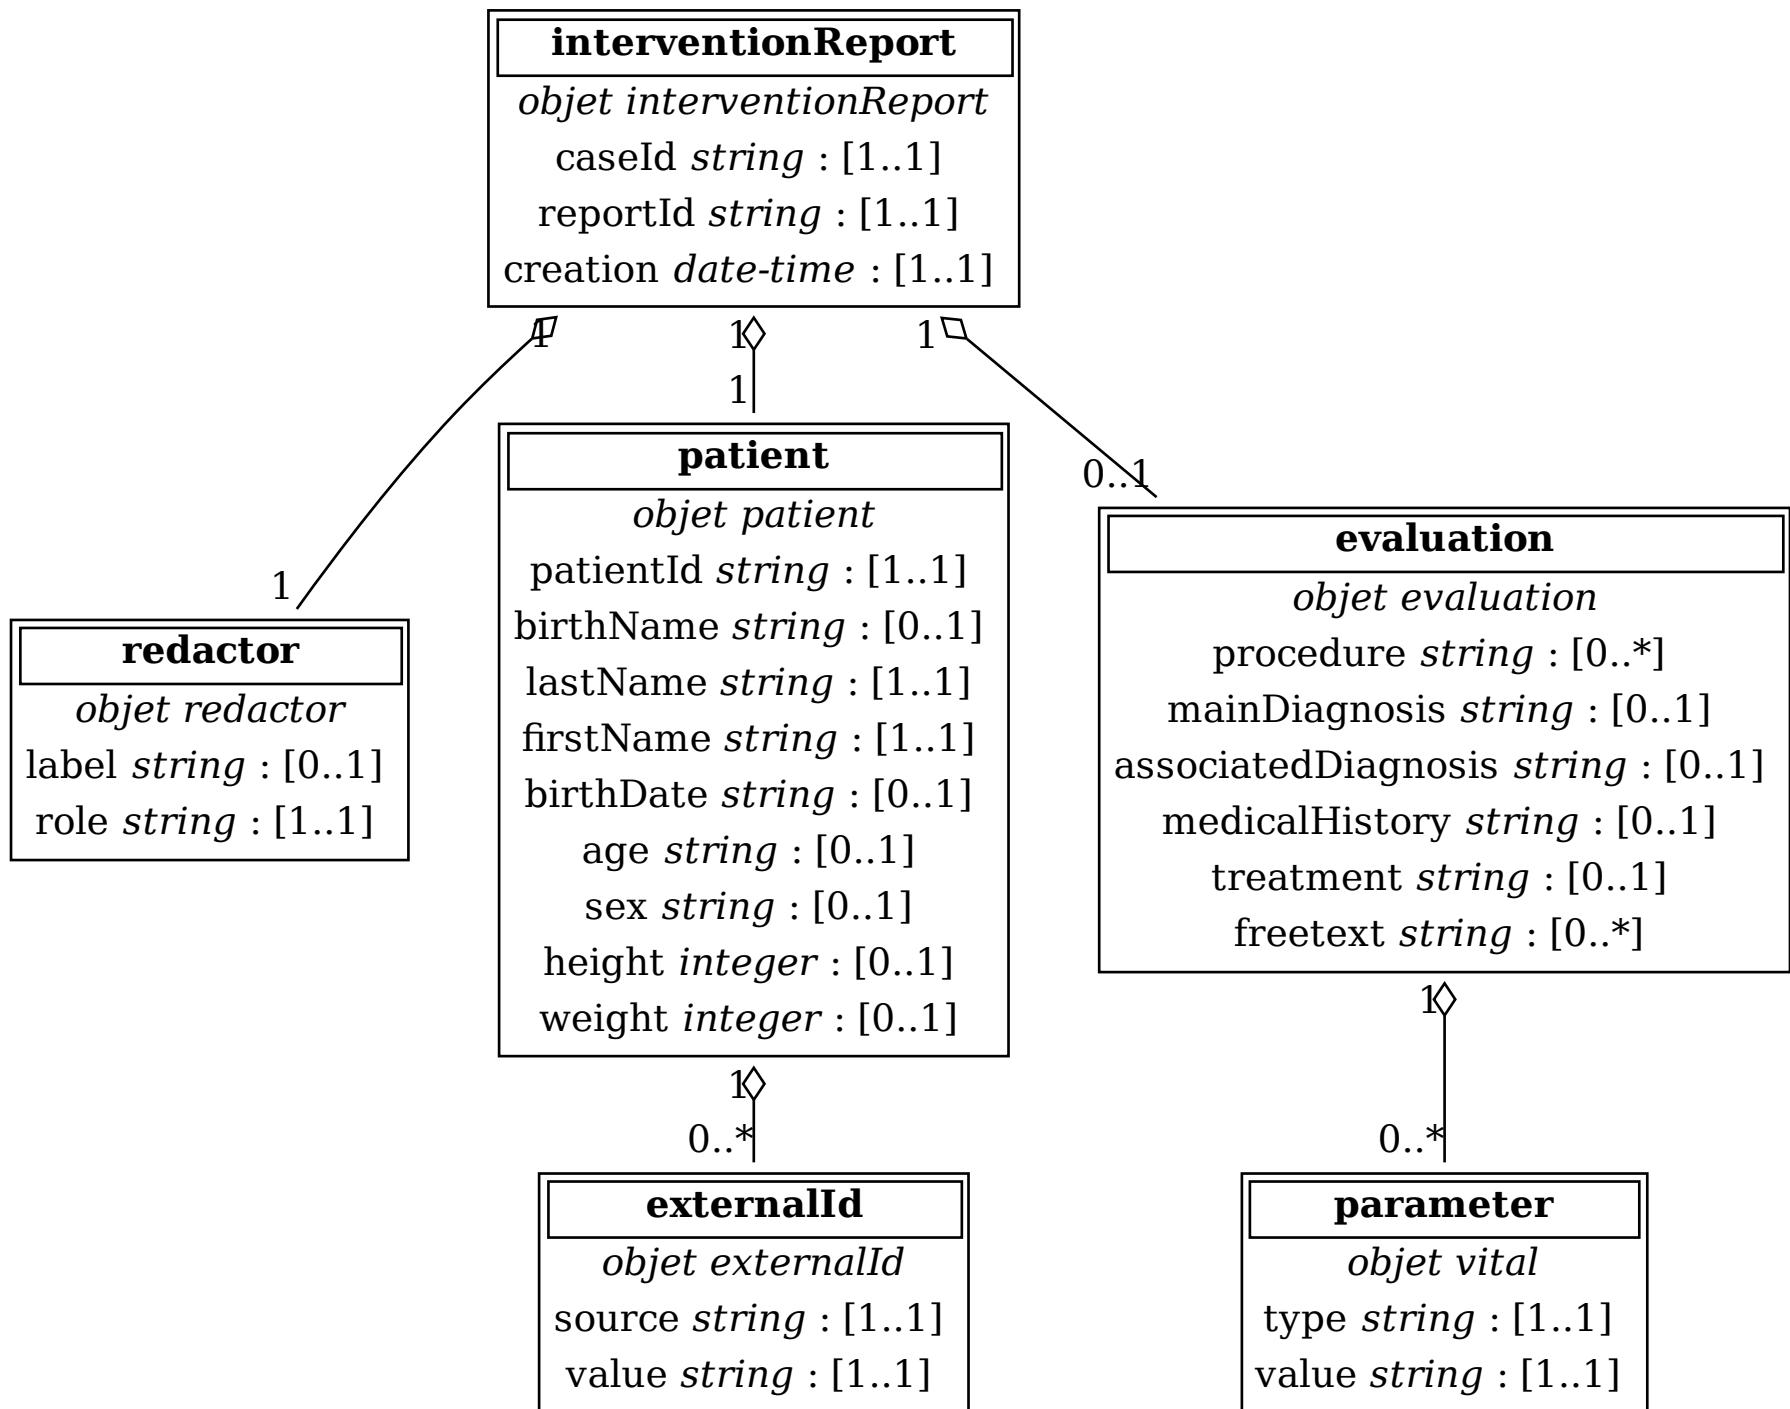 interventionReport
objet interventionReport
caseId string : [1..1]
reportId string : [1..1]
creation date-time : [1..1]
1
1
1
1
0..1
1
patient
objet patient
patientId string : [1..1]
birthName string : [0..1]
lastName string : [1..1]
firstName string : [1..1]
birthDate string : [0..1]
age string : [0..1]
sex string : [0..1]
height integer : [0..1]
weight integer : [0..1]
redactor
objet redactor
label string : [0..1]
role string : [1..1]
evaluation
objet evaluation
procedure string : [0..*]
mainDiagnosis string : [0..1]
associatedDiagnosis string : [0..1]
medicalHistory string : [0..1]
treatment string : [0..1]
freetext string : [0..*]
1
0..*
1
0..*
externalId
objet externalId
source string : [1..1]
value string : [1..1]
parameter
objet vital
type string : [1..1]
value string : [1..1]